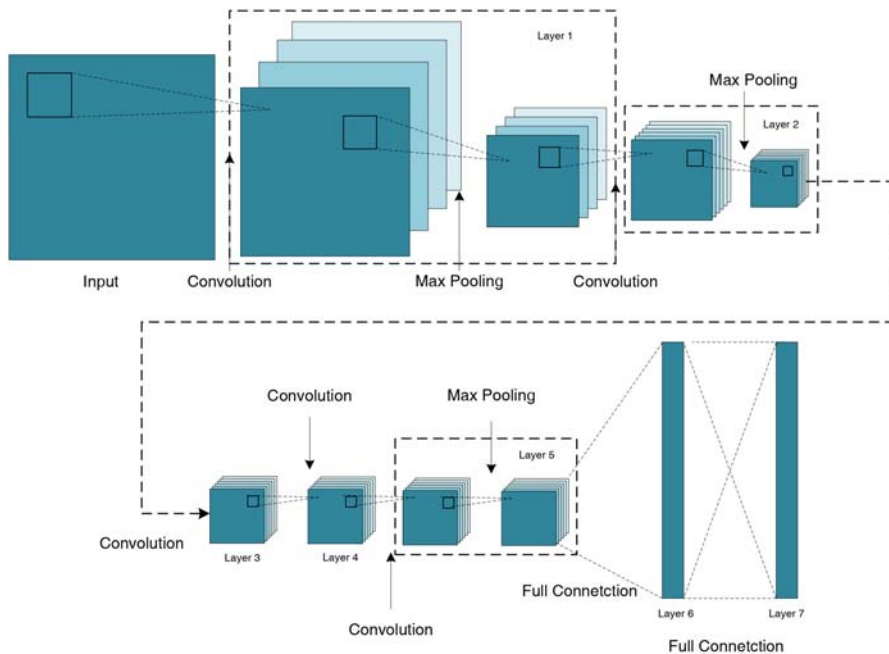 Layer 1
Max Pooling
Layer 2
Input
Convolution
Max Pooling
Convolution
Convolution
Max Pooling
Layer 5
Convolution
Layer 3
Layer 4
Full Connetction
Layer 6
Layer 7
Convolution
Full Connetction